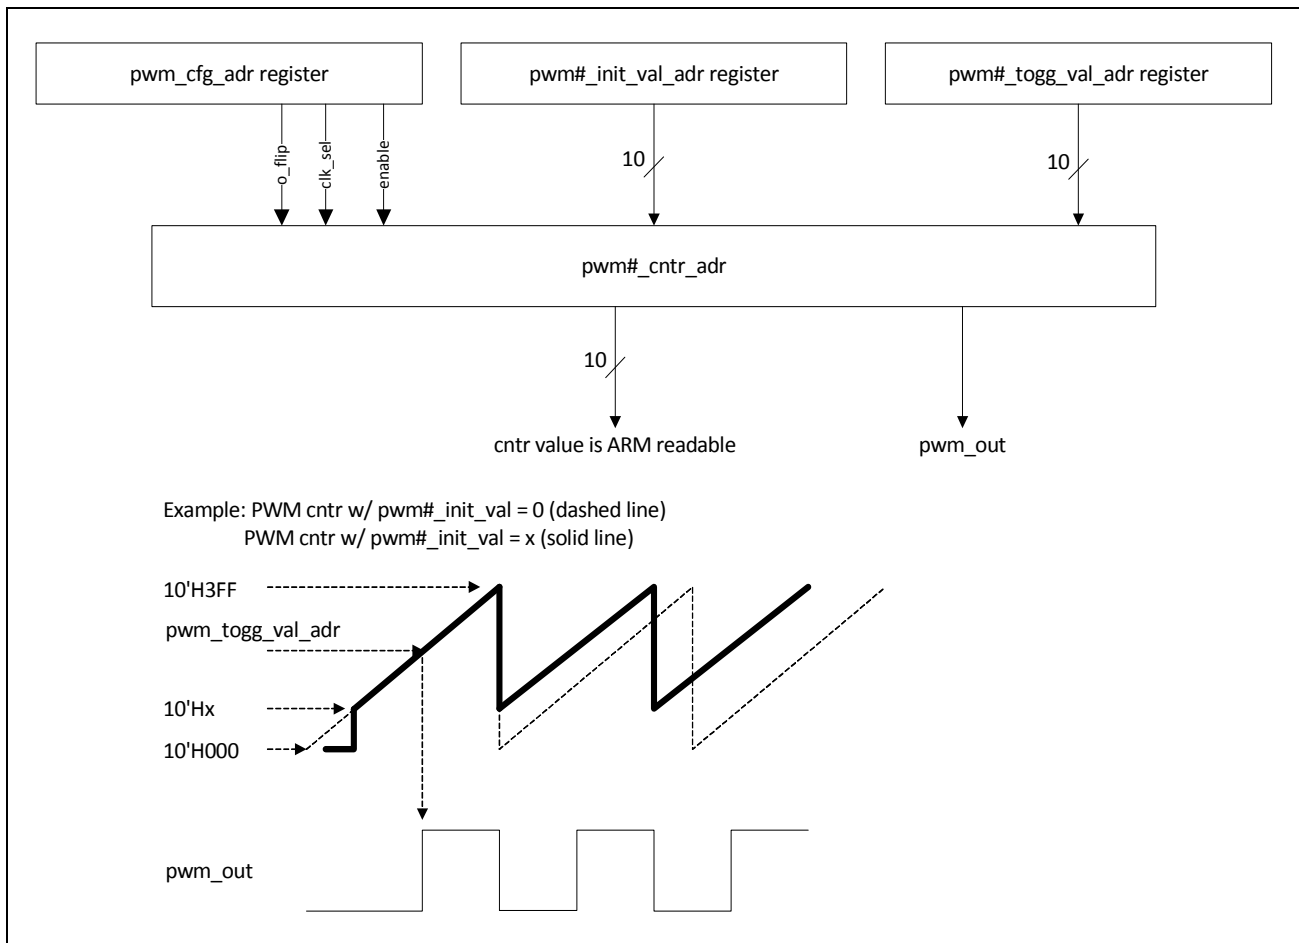 pwm_cfg_adr register
pwm#_init_val_adr register
pwm#_togg_val_adr register
o_flip
clk_sel
enable
10
10
pwm#_cntr_adr
10
cntr value is ARM readable
pwm_out
Example: PWM cntr w/ pwm#_init_val = 0 (dashed line)
PWM cntr w/ pwm#_init_val = x (solid line)
10'H3FF
pwm_togg_val_adr
10'Hx
10'H000
pwm_out